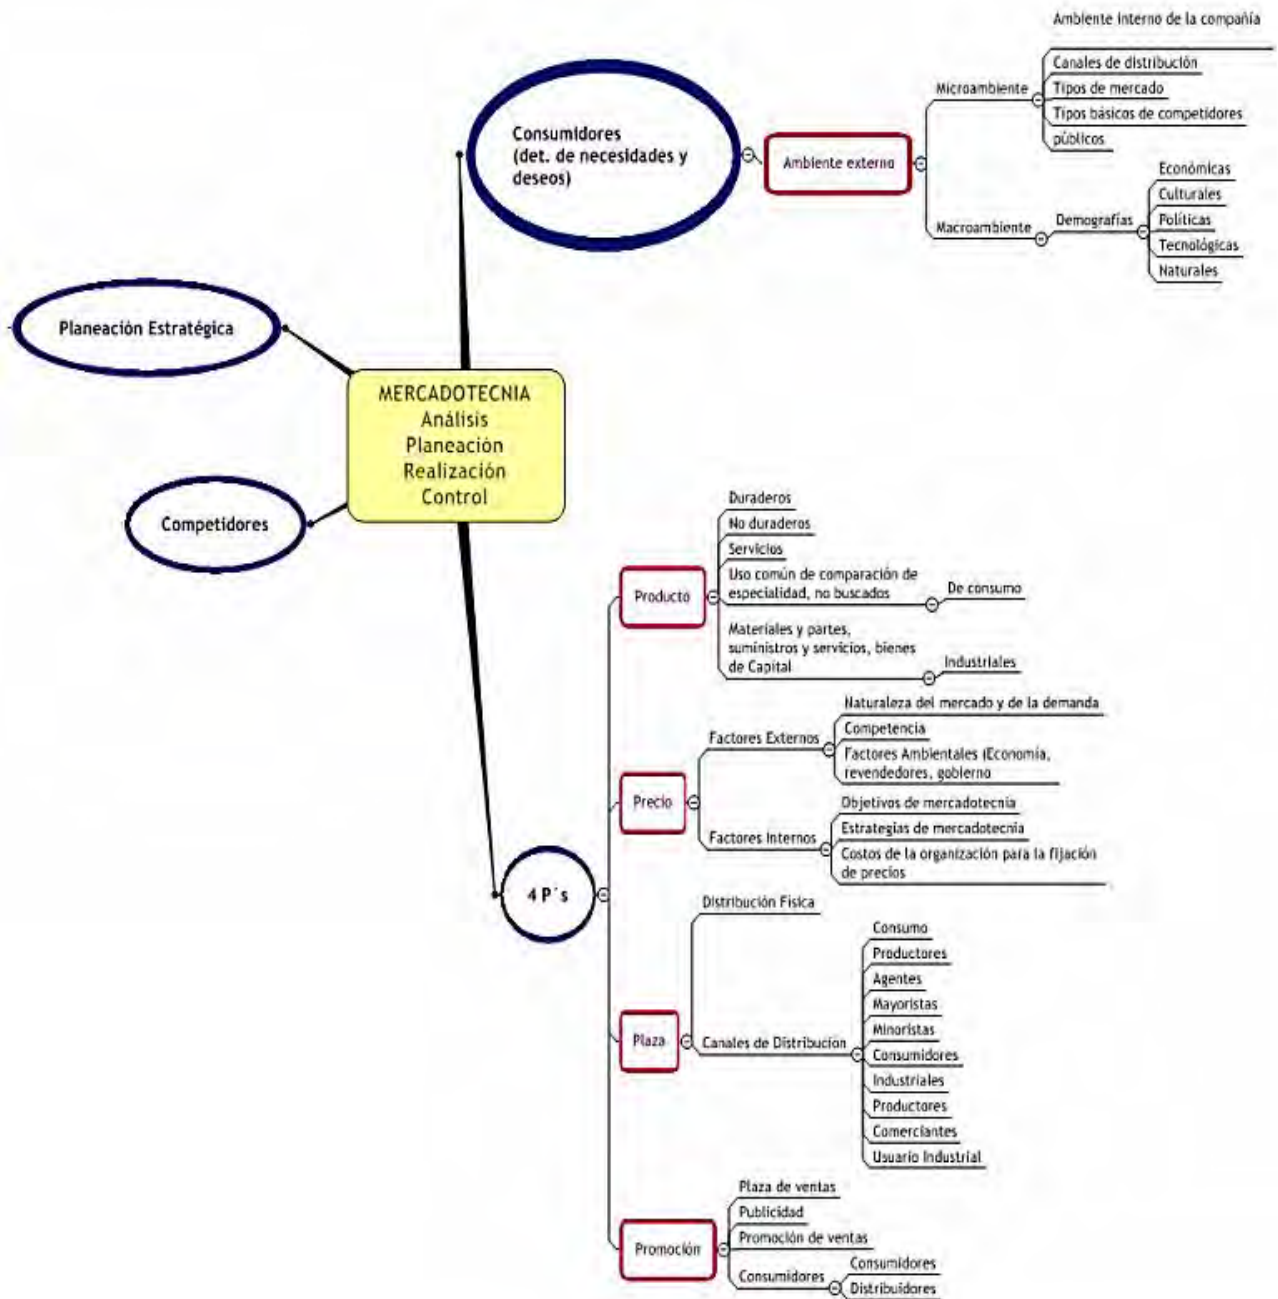 Ambiente interno de la compañía
Canales de distribución
Microambiente
Tipos de mercado
Tipos básicos de competidores
públicos
Consumidores
(det. de necesidades y
deseos)
Ambiente externo
Económicas
Culturales
Macroambiente
Demografías
Políticas
Tecnológicas
Naturales
Planeación Estratégica
MERCADOTECNIA
Análisis
Planeación
Realización
Control
Competidores
4 P´s
Producto
Duraderos
No duraderos
Servicios
Uso común de comparación de
especialidad, no buscados
De consumo
Materiales y partes,
suministros y servicios, bienes
de Capital
Industriales
Precio
Factores Externos
Naturaleza del mercado y de la demanda
Competencia
Factores Ambientales (Economía,
revendedores, gobierno
Factores Internos
Objetivos de mercadotecnia
Estrategias de mercadotecnia
Costos de la organización para la fijación
de precios
Plaza
Distribución Física
Canales de Distribución
Consumo
Productores
Agentes
Mayoristas
Minoristas
Consumidores
Industriales
Productores
Comerciantes
Usuario Industrial
Promoción
Plaza de ventas
Publicidad
Promoción de ventas
Consumidores
Consumidores
Distribuidores